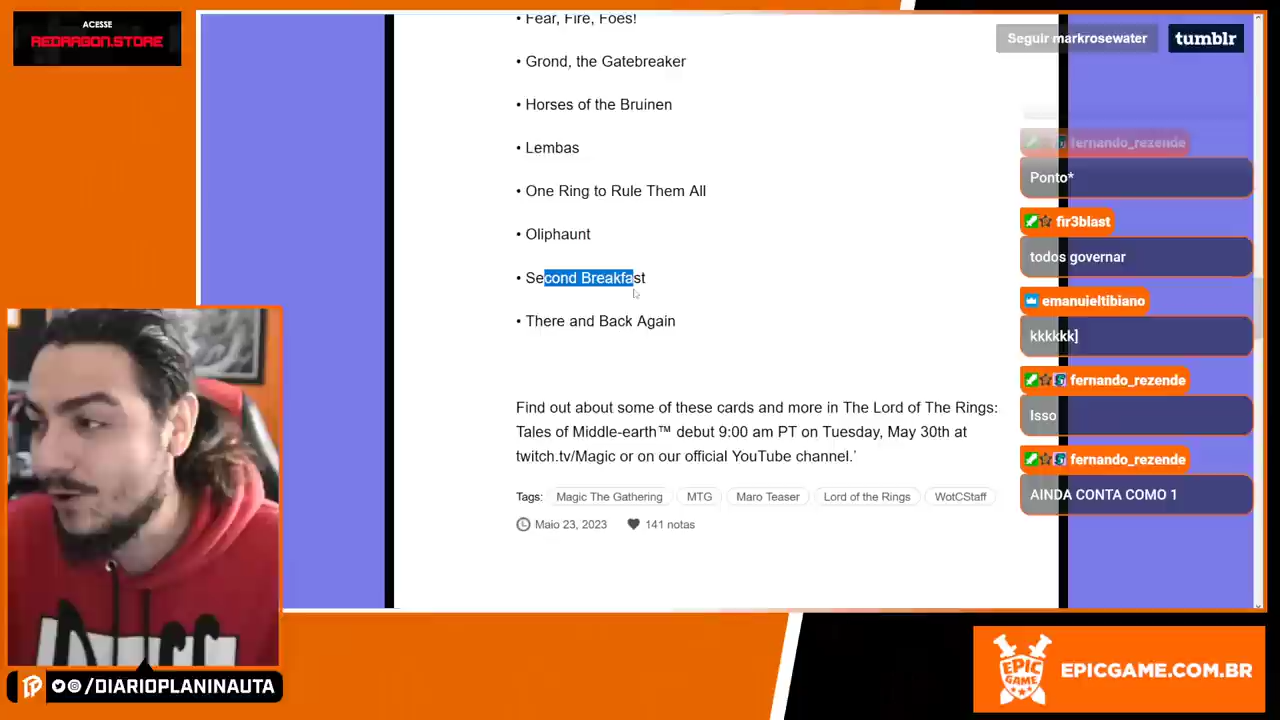 ACESSE
REDRAGON.STORE
• Fear, Fire, Foes!
• Grond, the Gatebreaker
• Horses of the Bruinen
• Lembas
• One Ring to Rule Them All
• Oliphaunt
• Second Breakfast
• There and Back Again
Find out about some of these cards and more in The Lord of The Rings:
Tales of Middle-earth™ debut 9:00 am PT on Tuesday, May 30th at
twitch.tv/Magic or on our official YouTube channel.’
Tags: Magic The Gathering MTG Maro Teaser Lord of the Rings WotCStaff
Maio 23, 2023 141 notas
Seguir markrosewater tumblr
fernando_rezende
Ponto*
fir3blast
todos governar
emanuieltibiano
kkkkkk]
fernando_rezende
Isso
fernando_rezende
AINDA CONTA COMO 1
/DIARIOPLANINAUTA
EPIC
GAME
EPICGAME.COM.BR